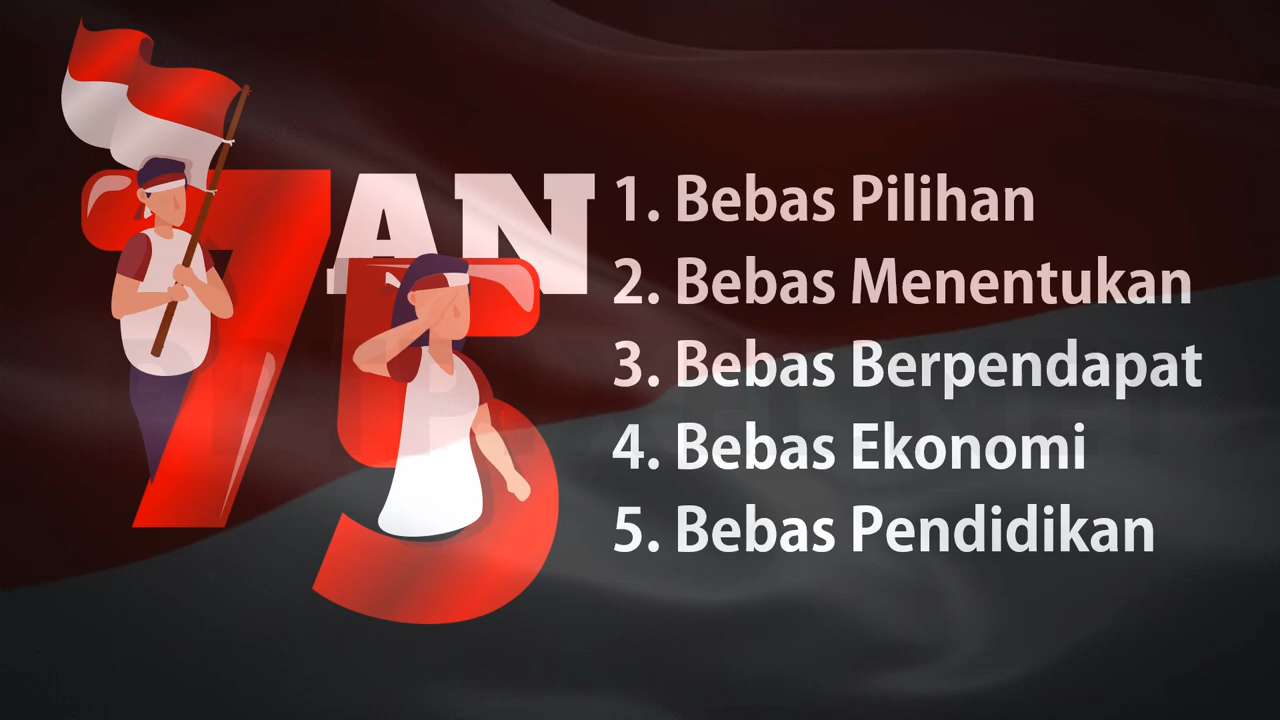 75
AN
1. Bebas Pilihan
2. Bebas Menentukan
3. Bebas Berpendapat
4. Bebas Ekonomi
5. Bebas Pendidikan